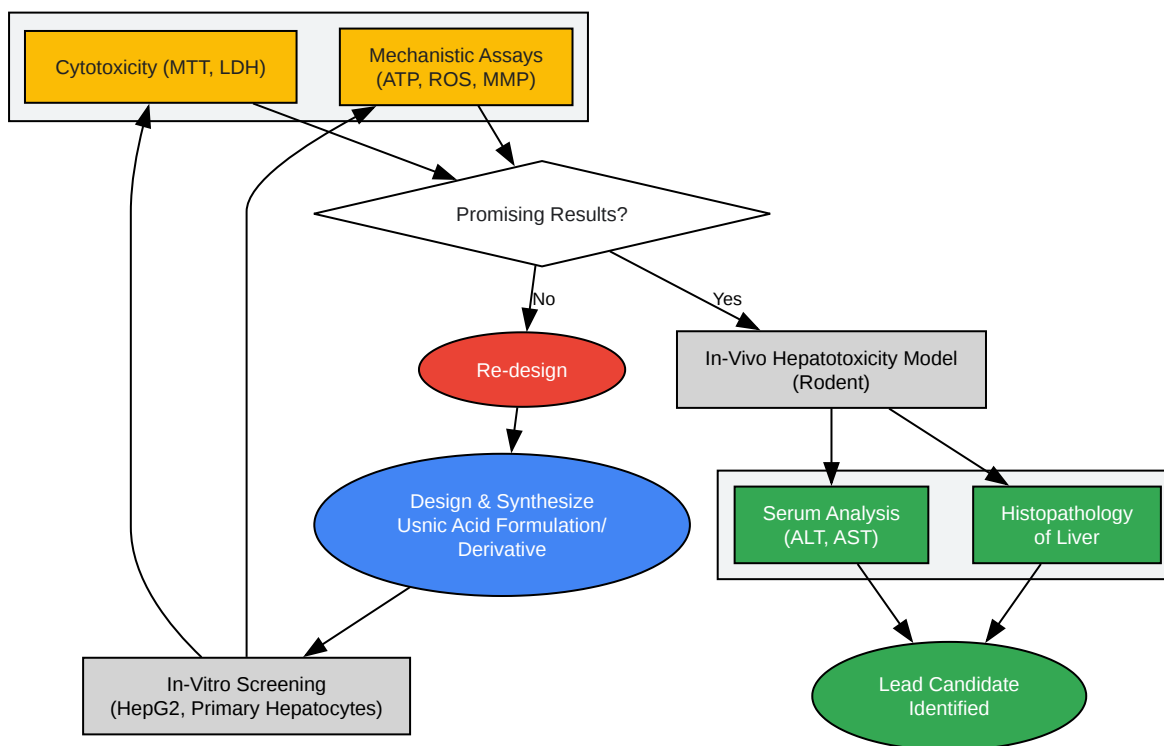 Cytotoxicity (MTT, LDH)
Mechanistic Assays
(ATP, ROS, MMP)
Promising Results?
No
Yes
Re-design
In-Vivo Hepatotoxicity Model
(Rodent)
Design & Synthesize
Usnic Acid Formulation/
Derivative
Serum Analysis
(ALT, AST)
Histopathology
of Liver
In-Vitro Screening
(HepG2, Primary Hepatocytes)
Lead Candidate
Identified